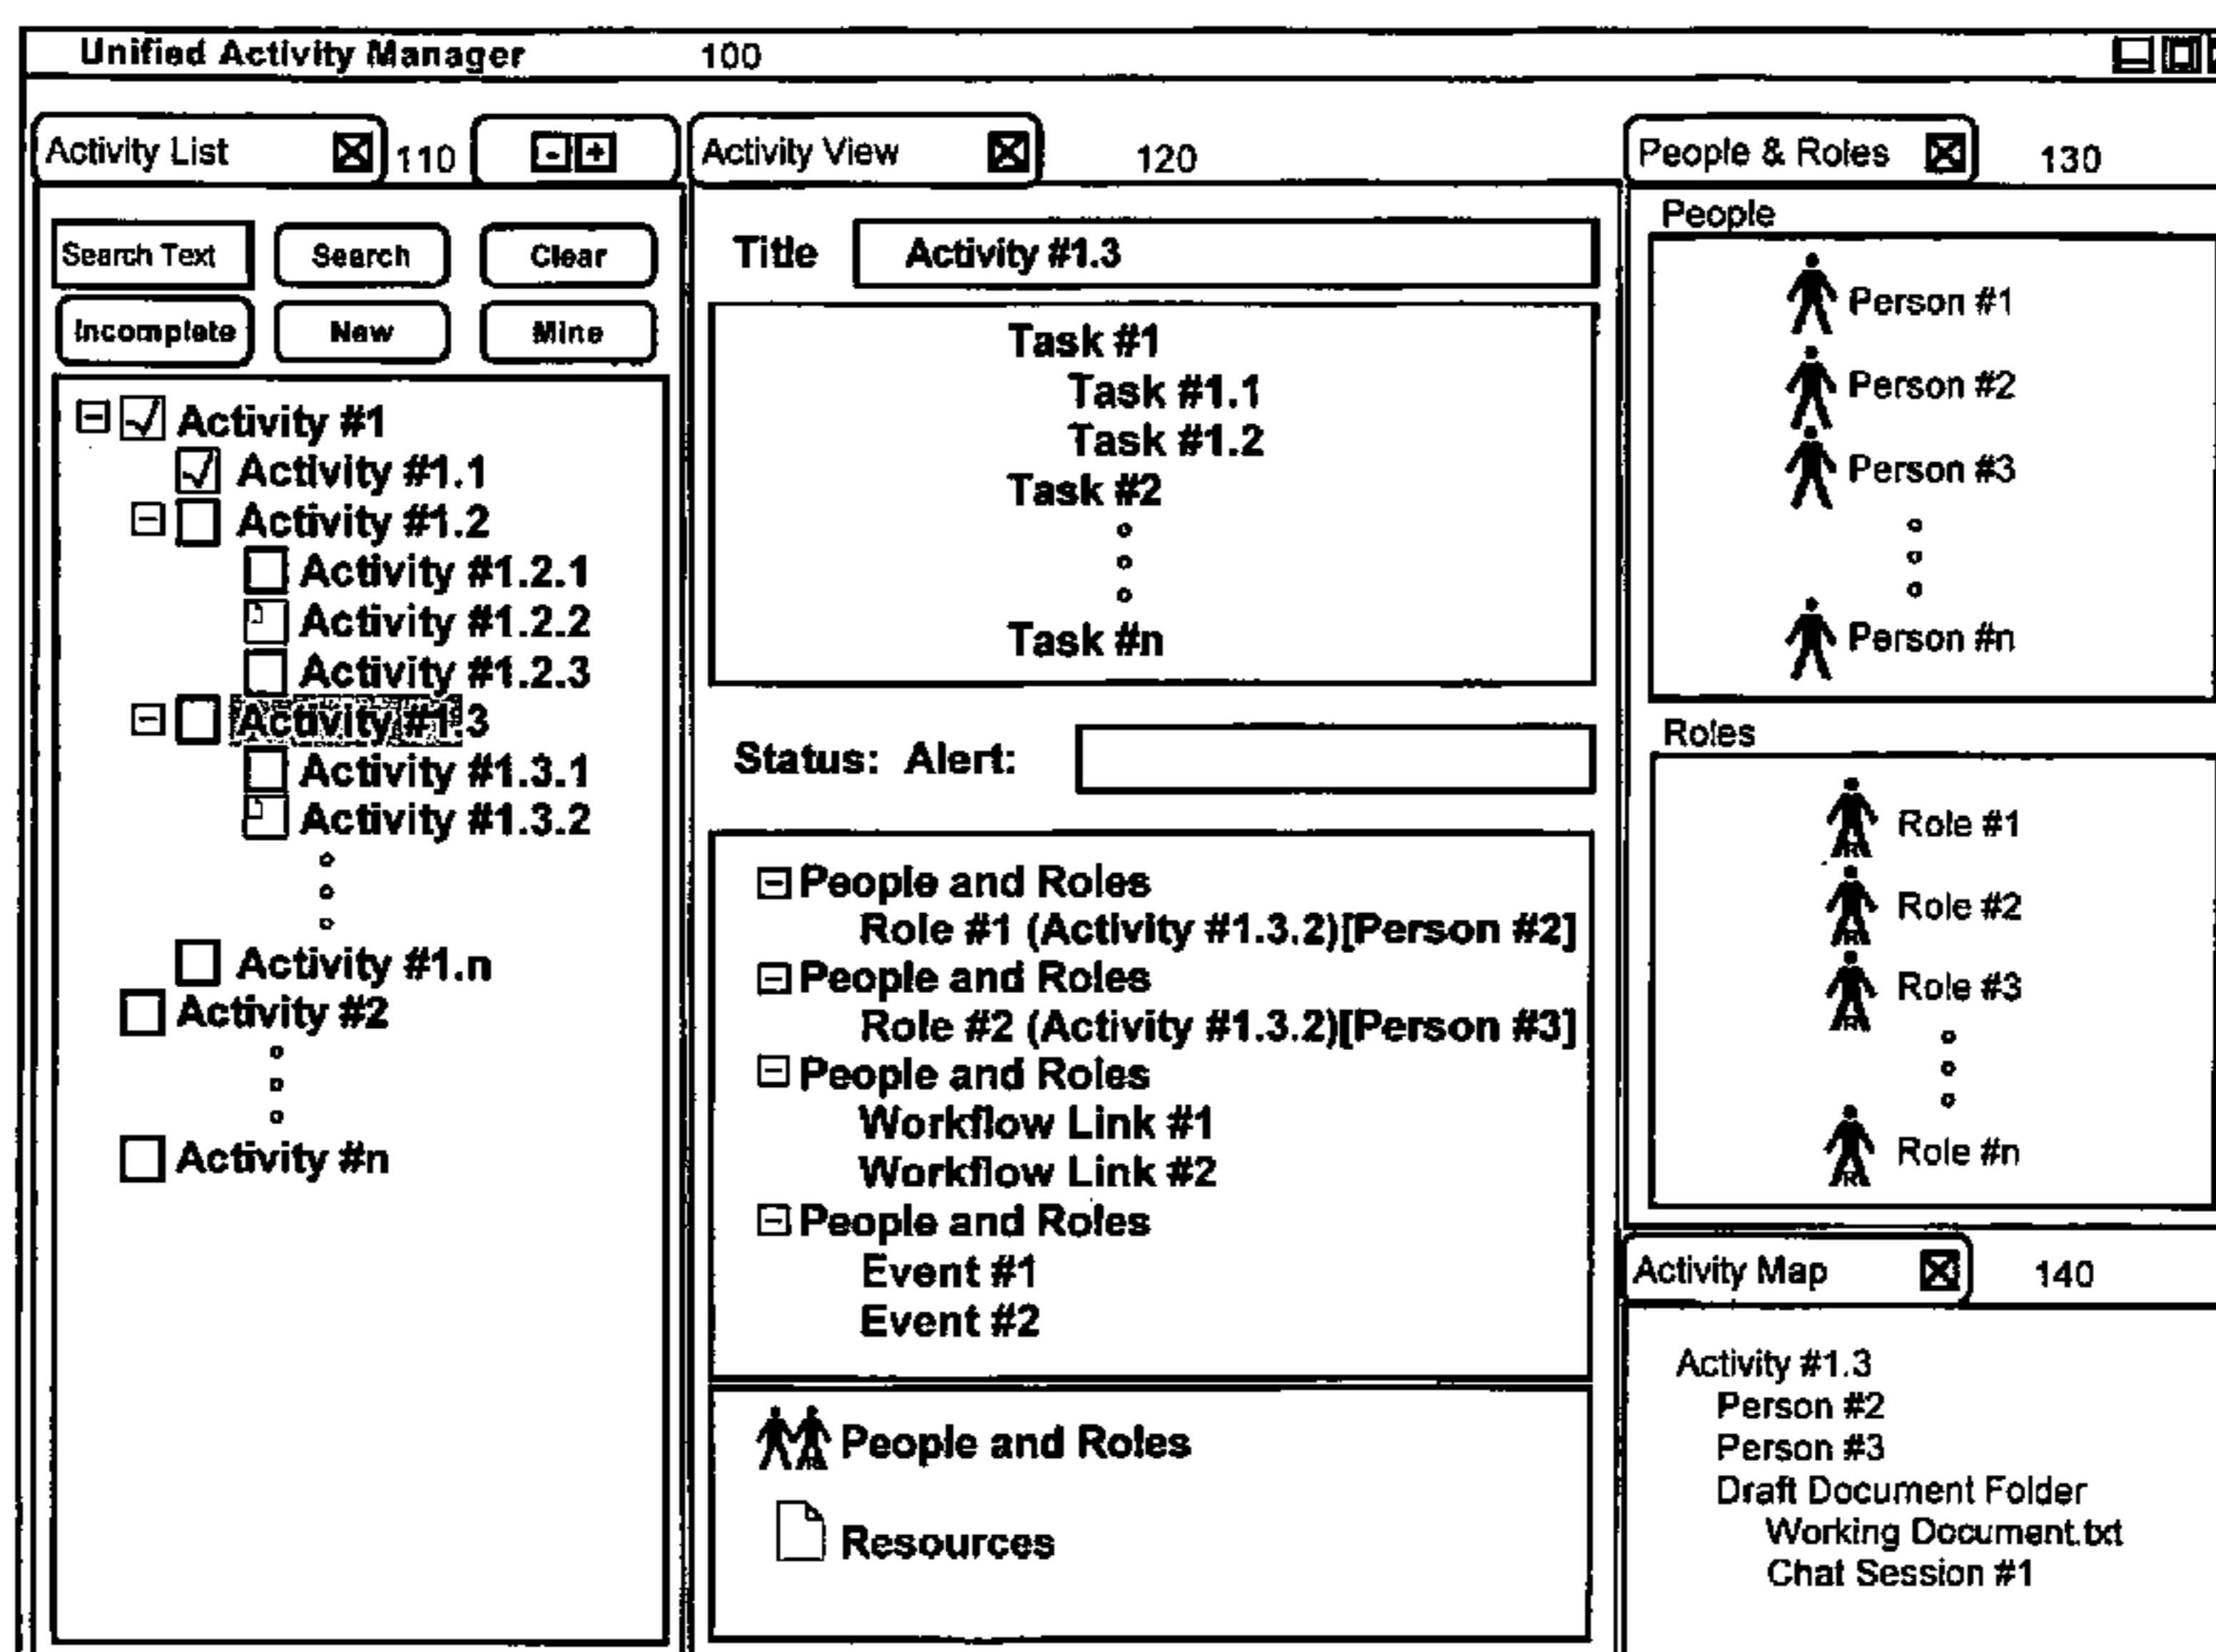 Unified Activity Manager 100
Activity List 110 - +
Search Text Search Clear
Incomplete New Mine
Activity #1
Activity #1.1
Activity #1.2
Activity #1.2.1
Activity #1.2.2
Activity #1.2.3
Activity #1.3
Activity #1.3.1
Activity #1.3.2
Activity #1.n
Activity #2
Activity #n
Activity View 120
Title Activity #1.3
Task #1
Task #1.1
Task #1.2
Task #2
Task #n
Status: Alert:
People and Roles
Role #1 (Activity #1.3.2)[Person #2]
People and Roles
Role #2 (Activity #1.3.2)[Person #3]
People and Roles
Workflow Link #1
Workflow Link #2
People and Roles
Event #1
Event #2
People and Roles
Resources
People & Roles 130
People
Person #1
Person #2
Person #3
Person #n
Roles
R Role #1
R Role #2
R Role #3
R Role #n
Activity Map 140
Activity #1.3
Person #2
Person #3
Draft Document Folder
Working Document.txt
Chat Session #1